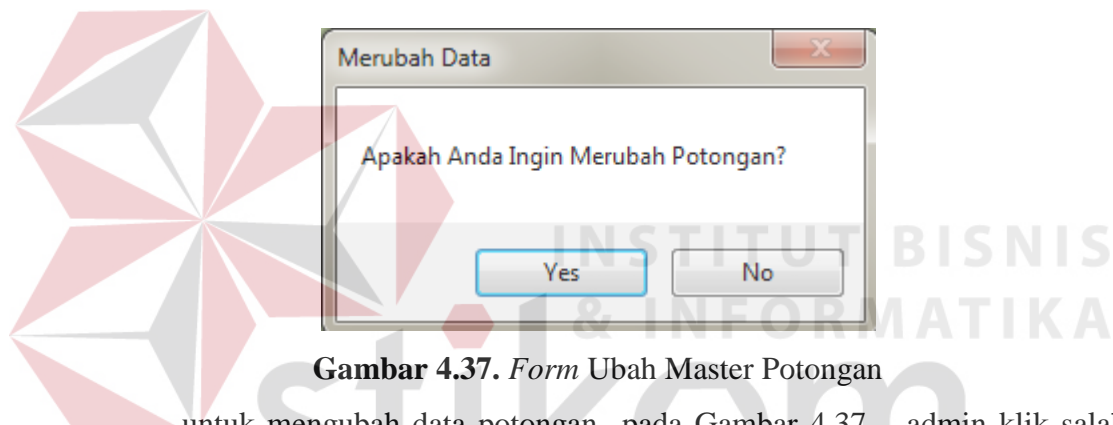 Merubah Data
Apakah Anda Ingin Merubah Potongan?
Yes
No
INSTITUT BISNIS
& INFORMATIKA
Gambar 4.37. Form Ubah Master Potongan
stikom
untuk mengubah data potongan pada Gambar 4.37 admin klik salah